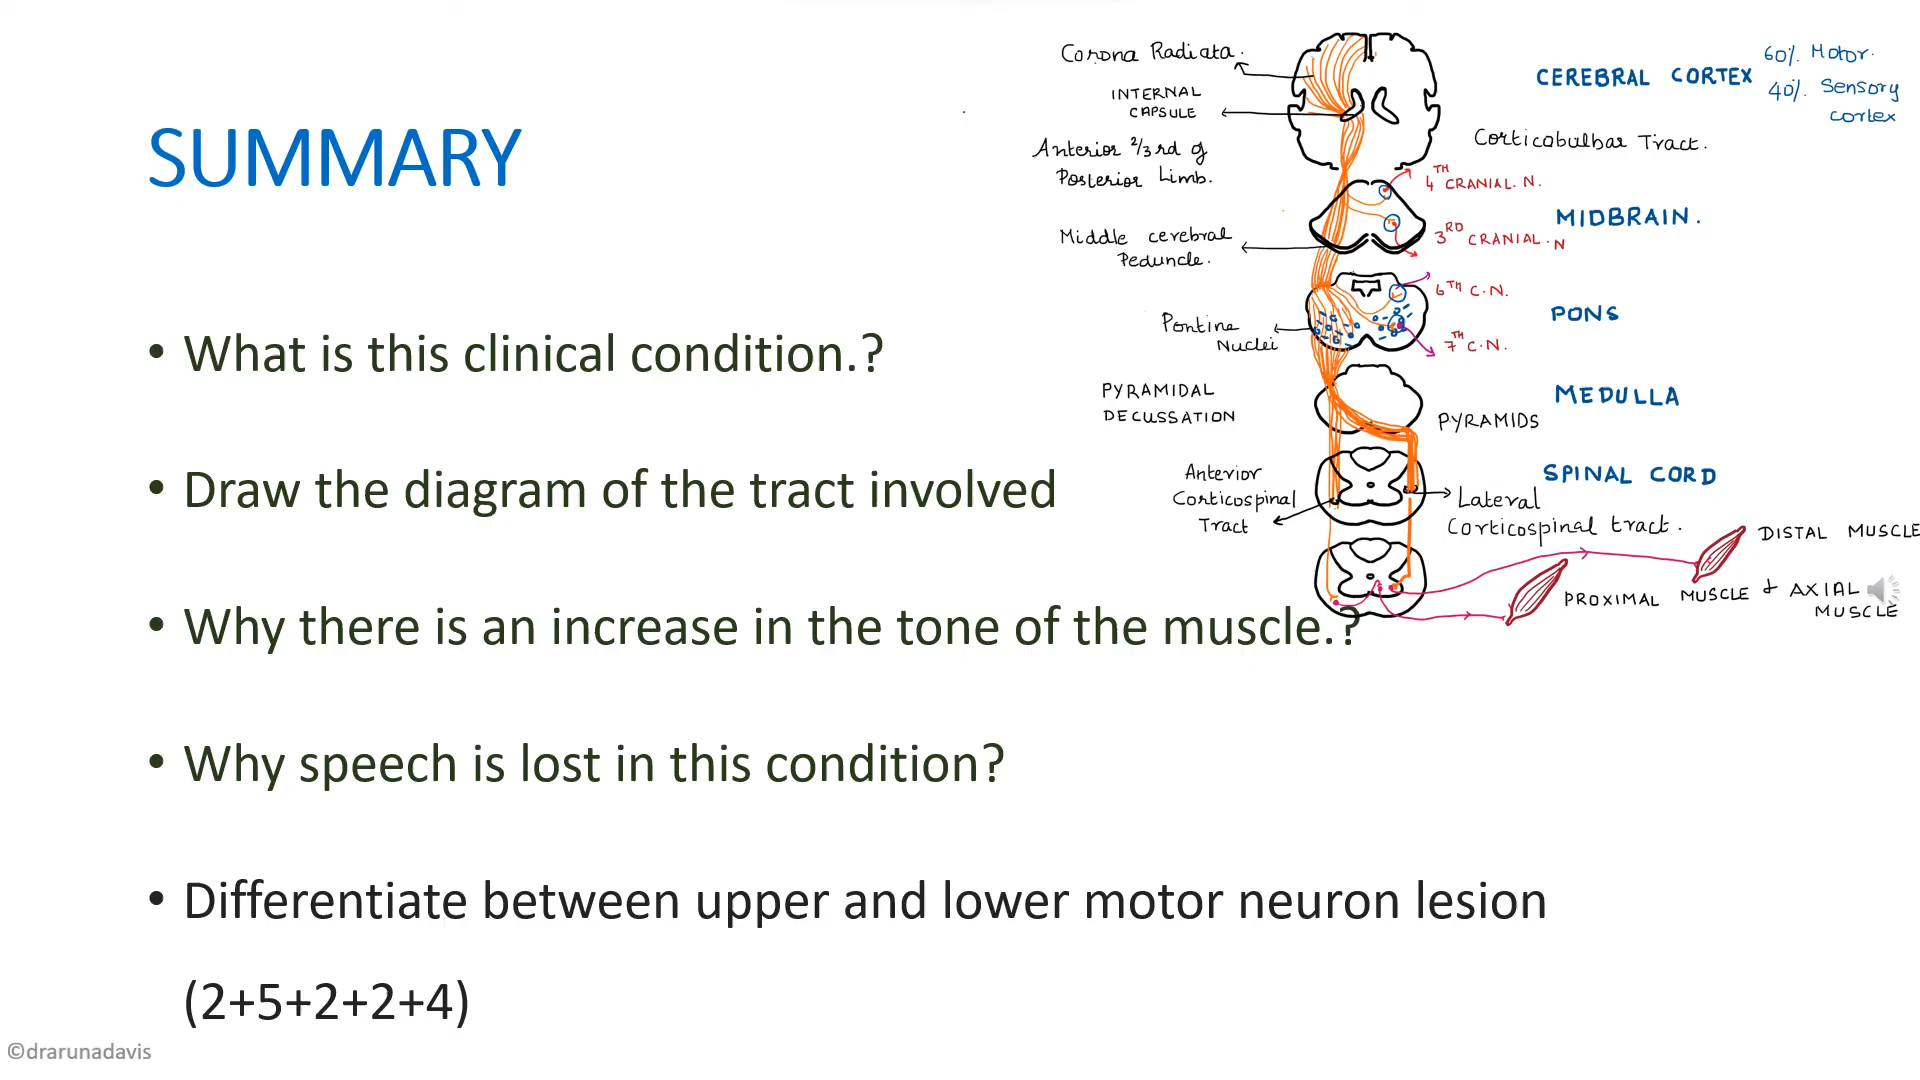 SUMMARY
• What is this clinical condition.?
• Draw the diagram of the tract involved
• Why there is an increase in the tone of the muscle.?
• Why speech is lost in this condition?
• Differentiate between upper and lower motor neuron lesion
(2+5+2+2+4)
Corona Radiata.
INTERNAL
CAPSULE
Anterior 2/3 rd of
Posterior Limb.
Middle cerebral
Peduncle.
Pontine
Nuclei
PYRAMIDAL
DECUSSATION
Anterior
Corticospinal
Tract
CEREBRAL CORTEX
60% Motor.
40% Sensory
cortex
Corticobulbar Tract.
4TH CRANIAL. N.
MIDBRAIN.
3RD CRANIAL. N
6TH C.N.
PONS
7TH C.N.
MEDULLA
PYRAMIDS
SPINAL CORD
Lateral
Corticospinal tract.
DISTAL MUSCLE
PROXIMAL MUSCLE & AXIAL
MUSCLE
©drarunadavis